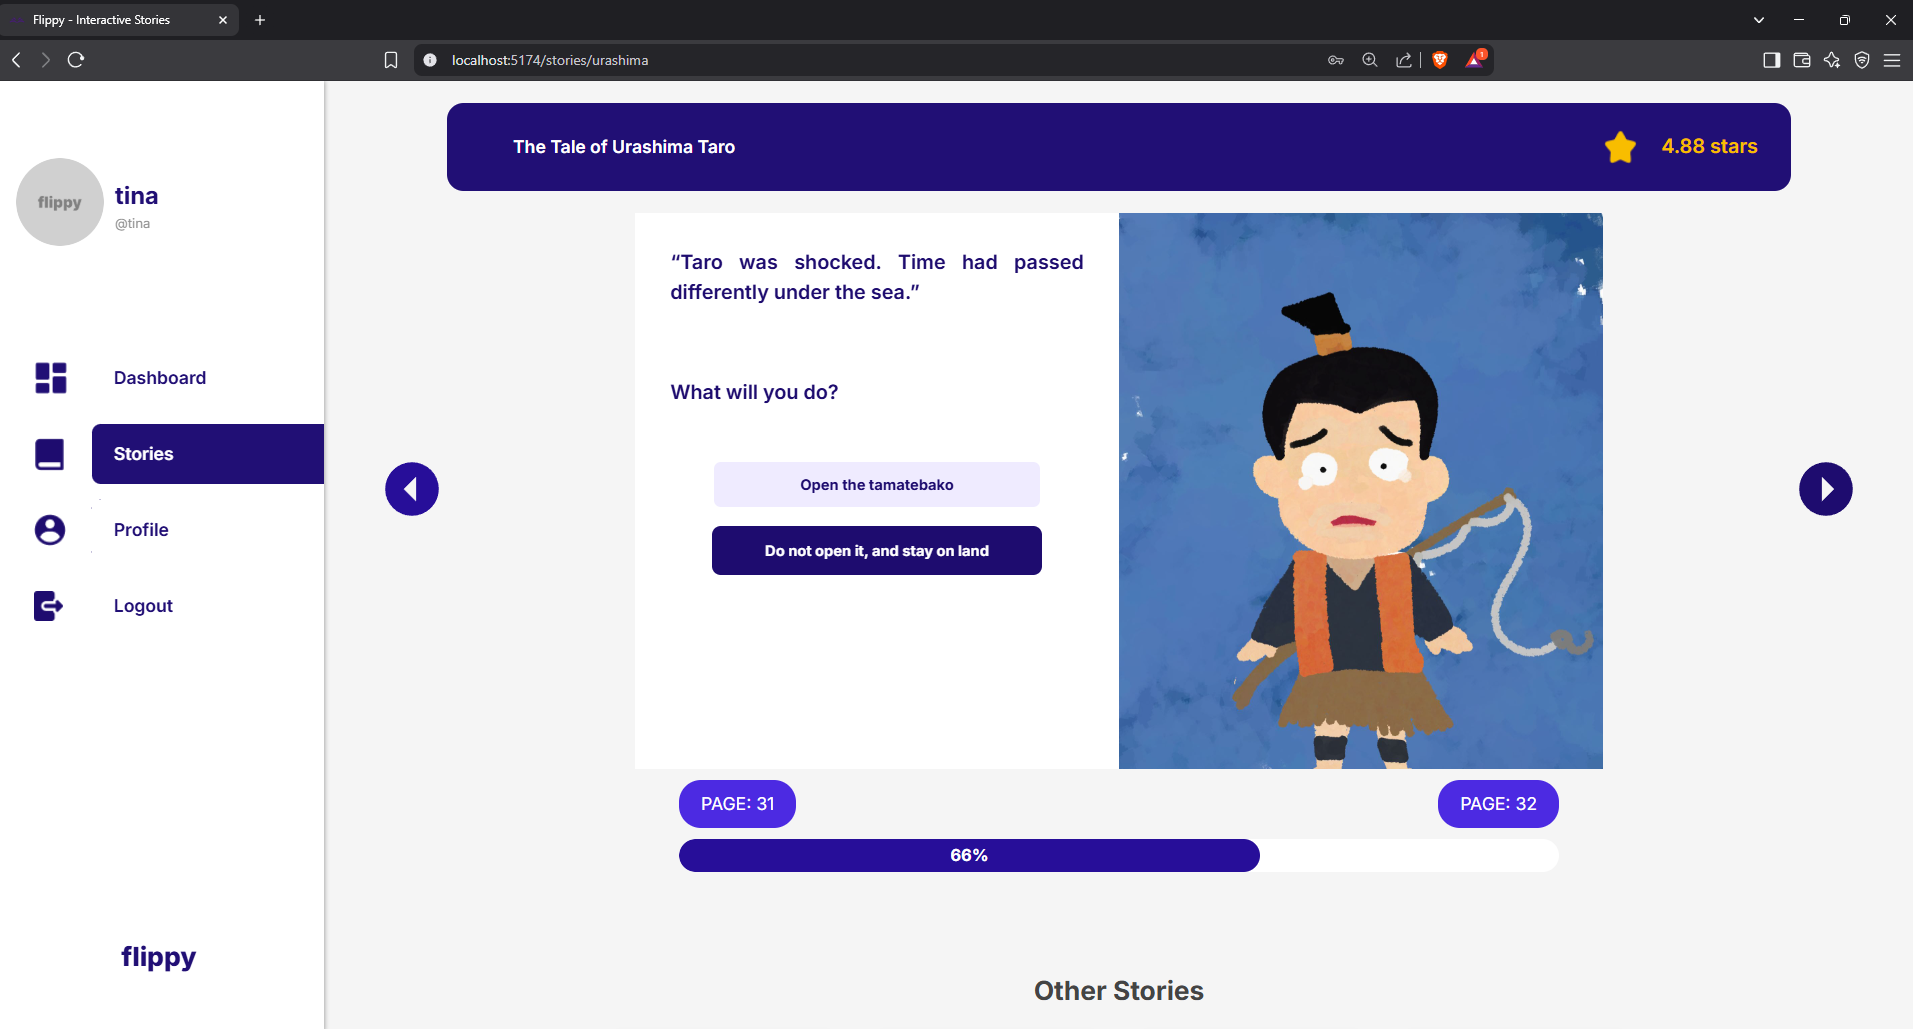 Flippy - Interactive Stories
localhost:5174/stories/urashima
1
flippy
tina
@tina
Dashboard
Stories
Profile
Logout
flippy
The Tale of Urashima Taro
4.88 stars
“Taro was shocked. Time had passed
differently under the sea.”
What will you do?
Open the tamatebako
Do not open it, and stay on land
PAGE: 31
PAGE: 32
66%
Other Stories